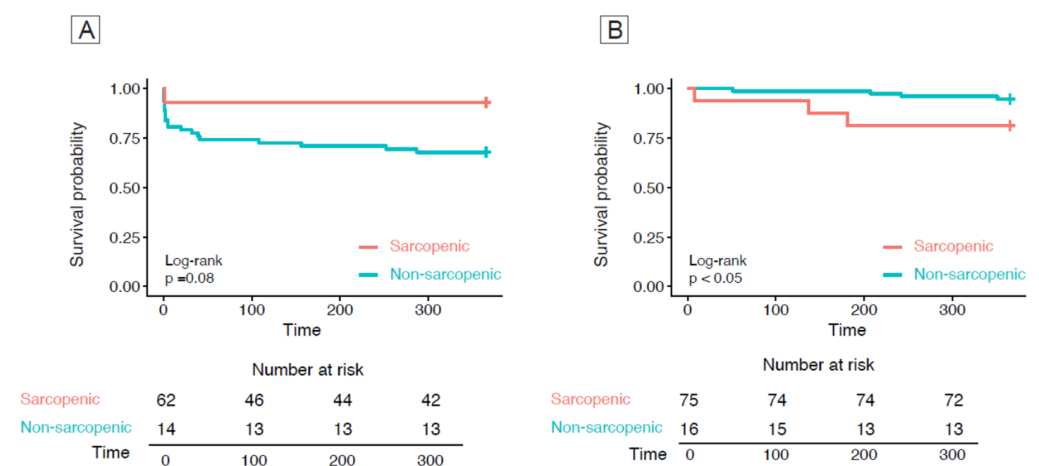 A
1.00
0.75
0.50
0.25
0.00
Survival probability
Log-rank
p =0.08
Sarcopenic
Non-sarcopenic
0 100 200 300
Time
Number at risk
Sarcopenic 62 46 44 42
Non-sarcopenic 14 13 13 13
Time 0 100 200 300
B
1.00
0.75
0.50
0.25
0.00
Survival probability
Log-rank
p < 0.05
Sarcopenic
Non-sarcopenic
0 100 200 300
Time
Number at risk
Sarcopenic 75 74 74 72
Non-sarcopenic 16 15 13 13
Time 0 100 200 300